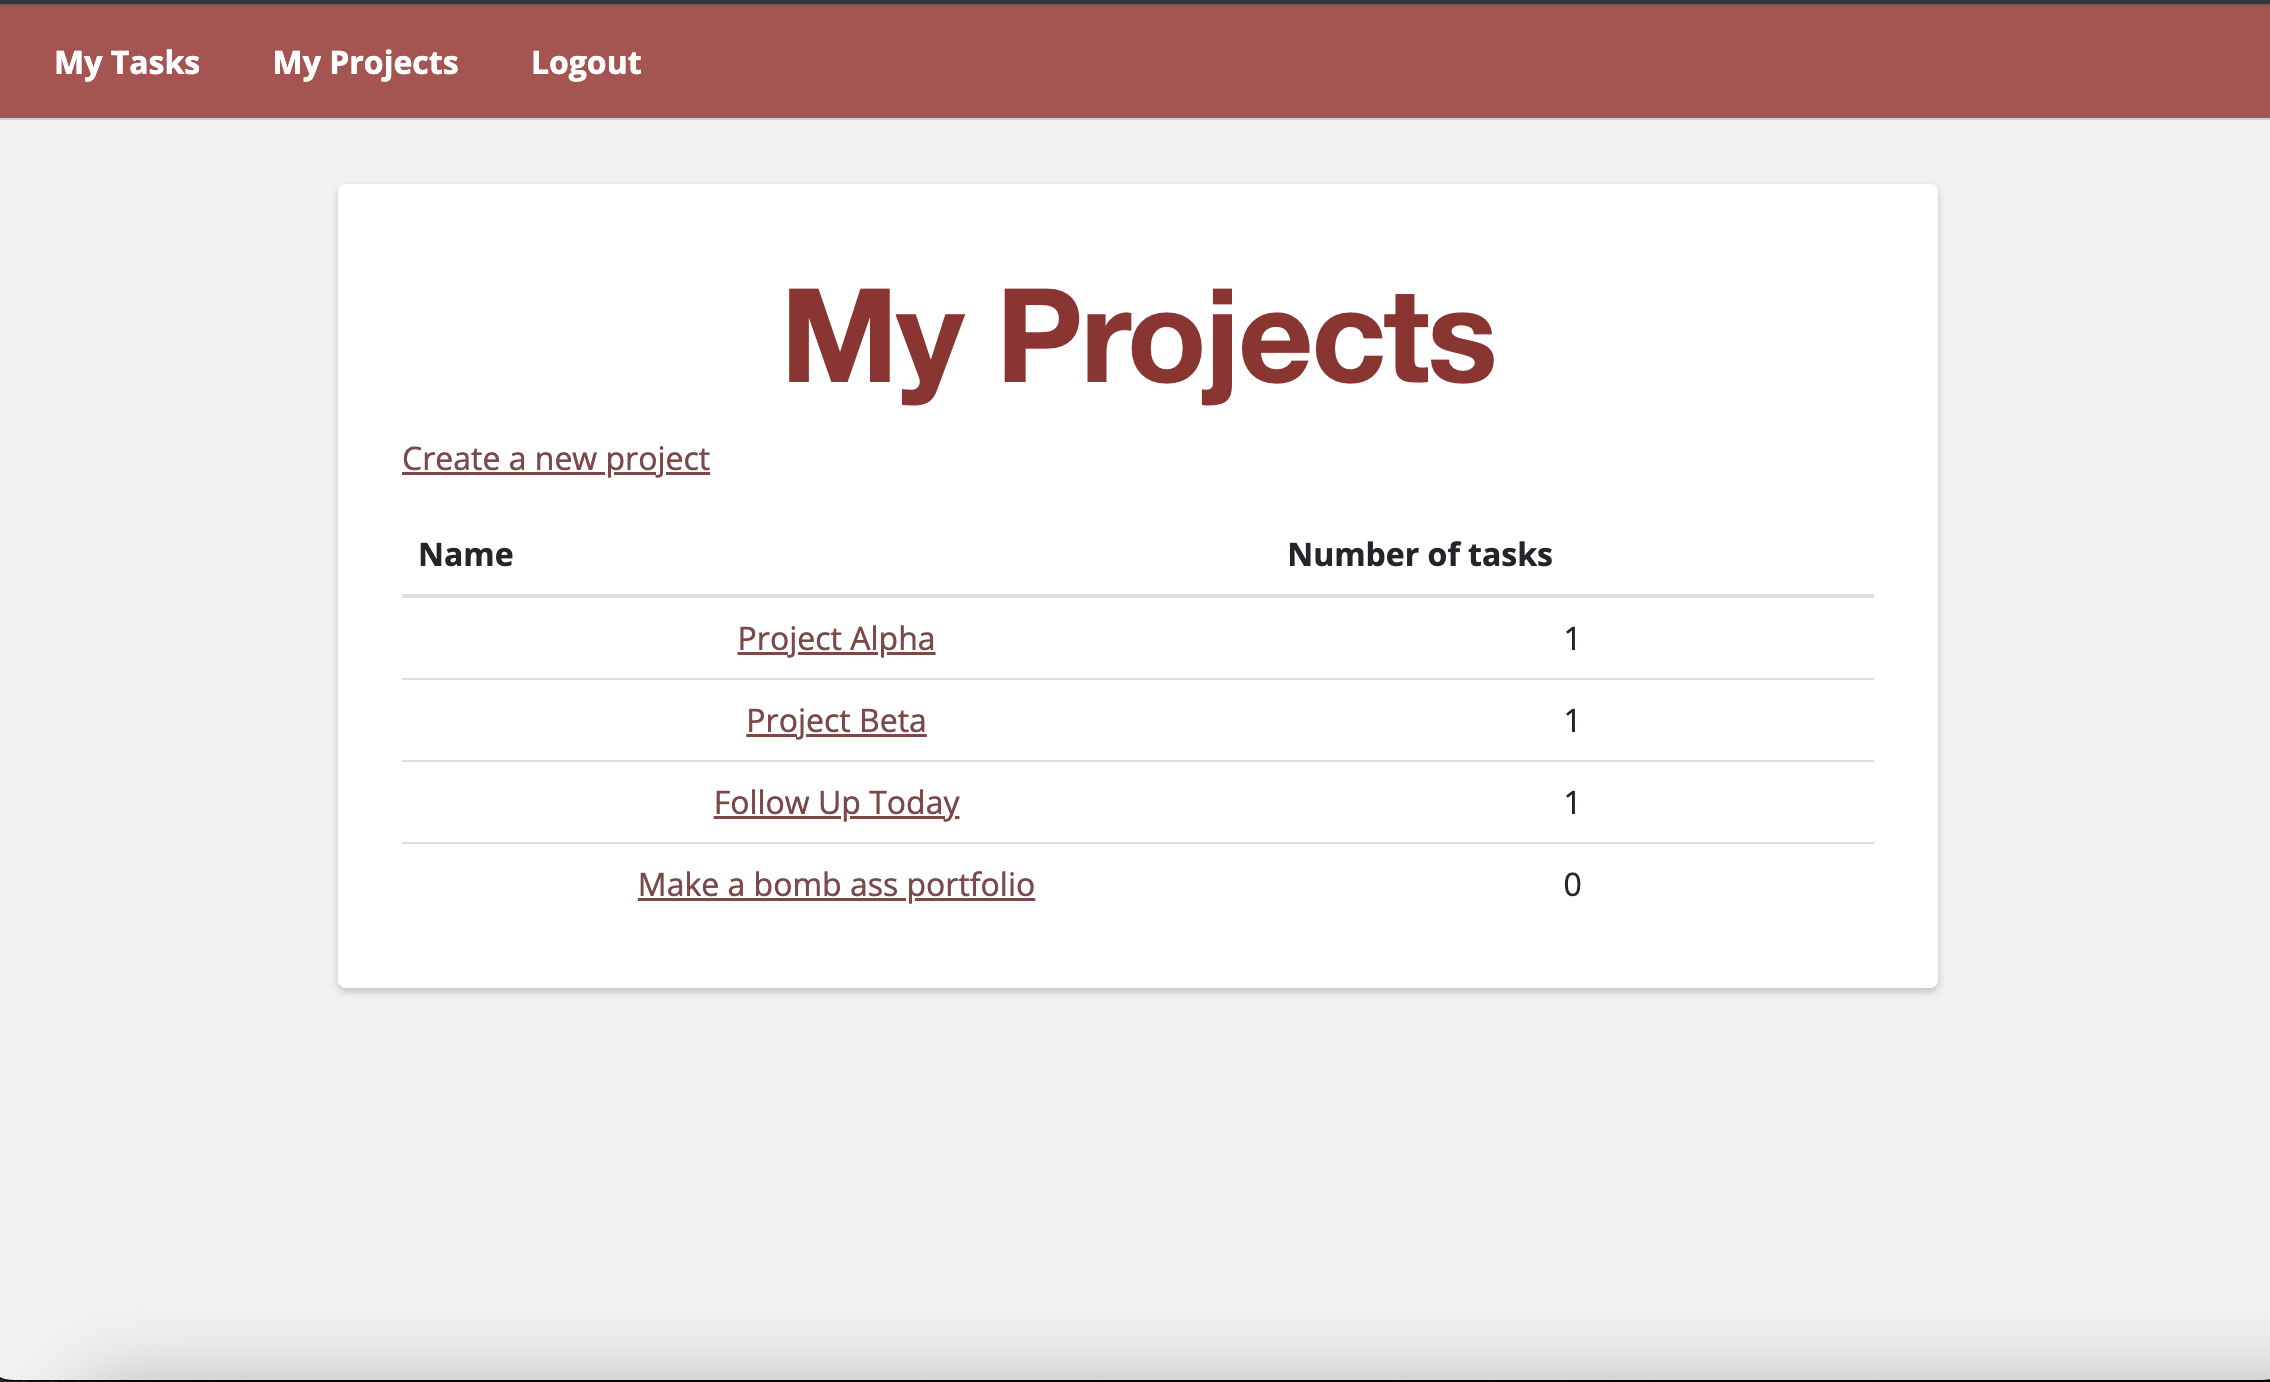 My Tasks My Projects Logout
My Projects
Create a new project
Name Number of tasks
Project Alpha 1
Project Beta 1
Follow Up Today 1
Make a bomb ass portfolio 0